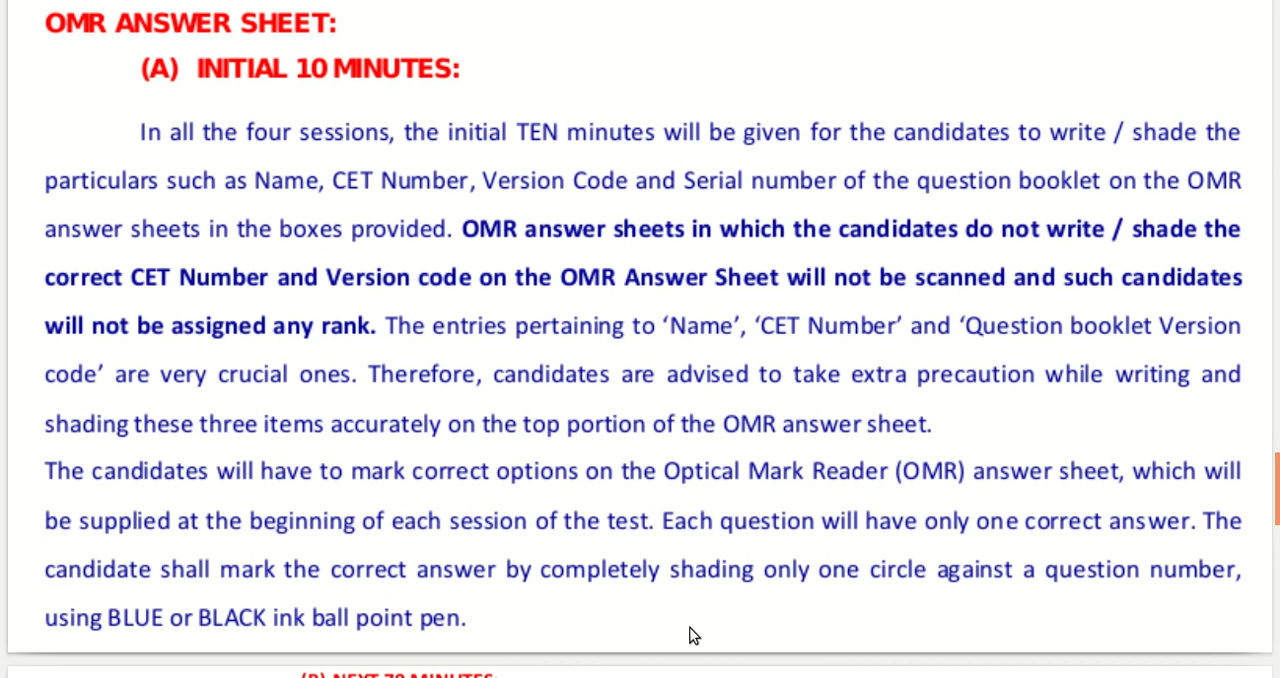 OMR ANSWER SHEET:
(A) INITIAL 10 MINUTES:
In all the four sessions, the initial TEN minutes will be given for the candidates to write / shade the
particulars such as Name, CET Number, Version Code and Serial number of the question booklet on the OMR
answer sheets in the boxes provided. OMR answer sheets in which the candidates do not write / shade the
correct CET Number and Version code on the OMR Answer Sheet will not be scanned and such candidates
will not be assigned any rank. The entries pertaining to ‘Name’, ‘CET Number’ and ‘Question booklet Version
code’ are very crucial ones. Therefore, candidates are advised to take extra precaution while writing and
shading these three items accurately on the top portion of the OMR answer sheet.
The candidates will have to mark correct options on the Optical Mark Reader (OMR) answer sheet, which will
be supplied at the beginning of each session of the test. Each question will have only one correct answer. The
candidate shall mark the correct answer by completely shading only one circle against a question number,
using BLUE or BLACK ink ball point pen.
(B) NEXT 70 MINUTES: